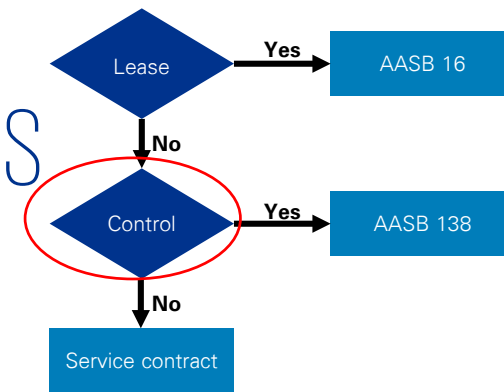 Lease
Yes
AASB 16
No
S
Control
Yes
AASB 138
No
Service contract